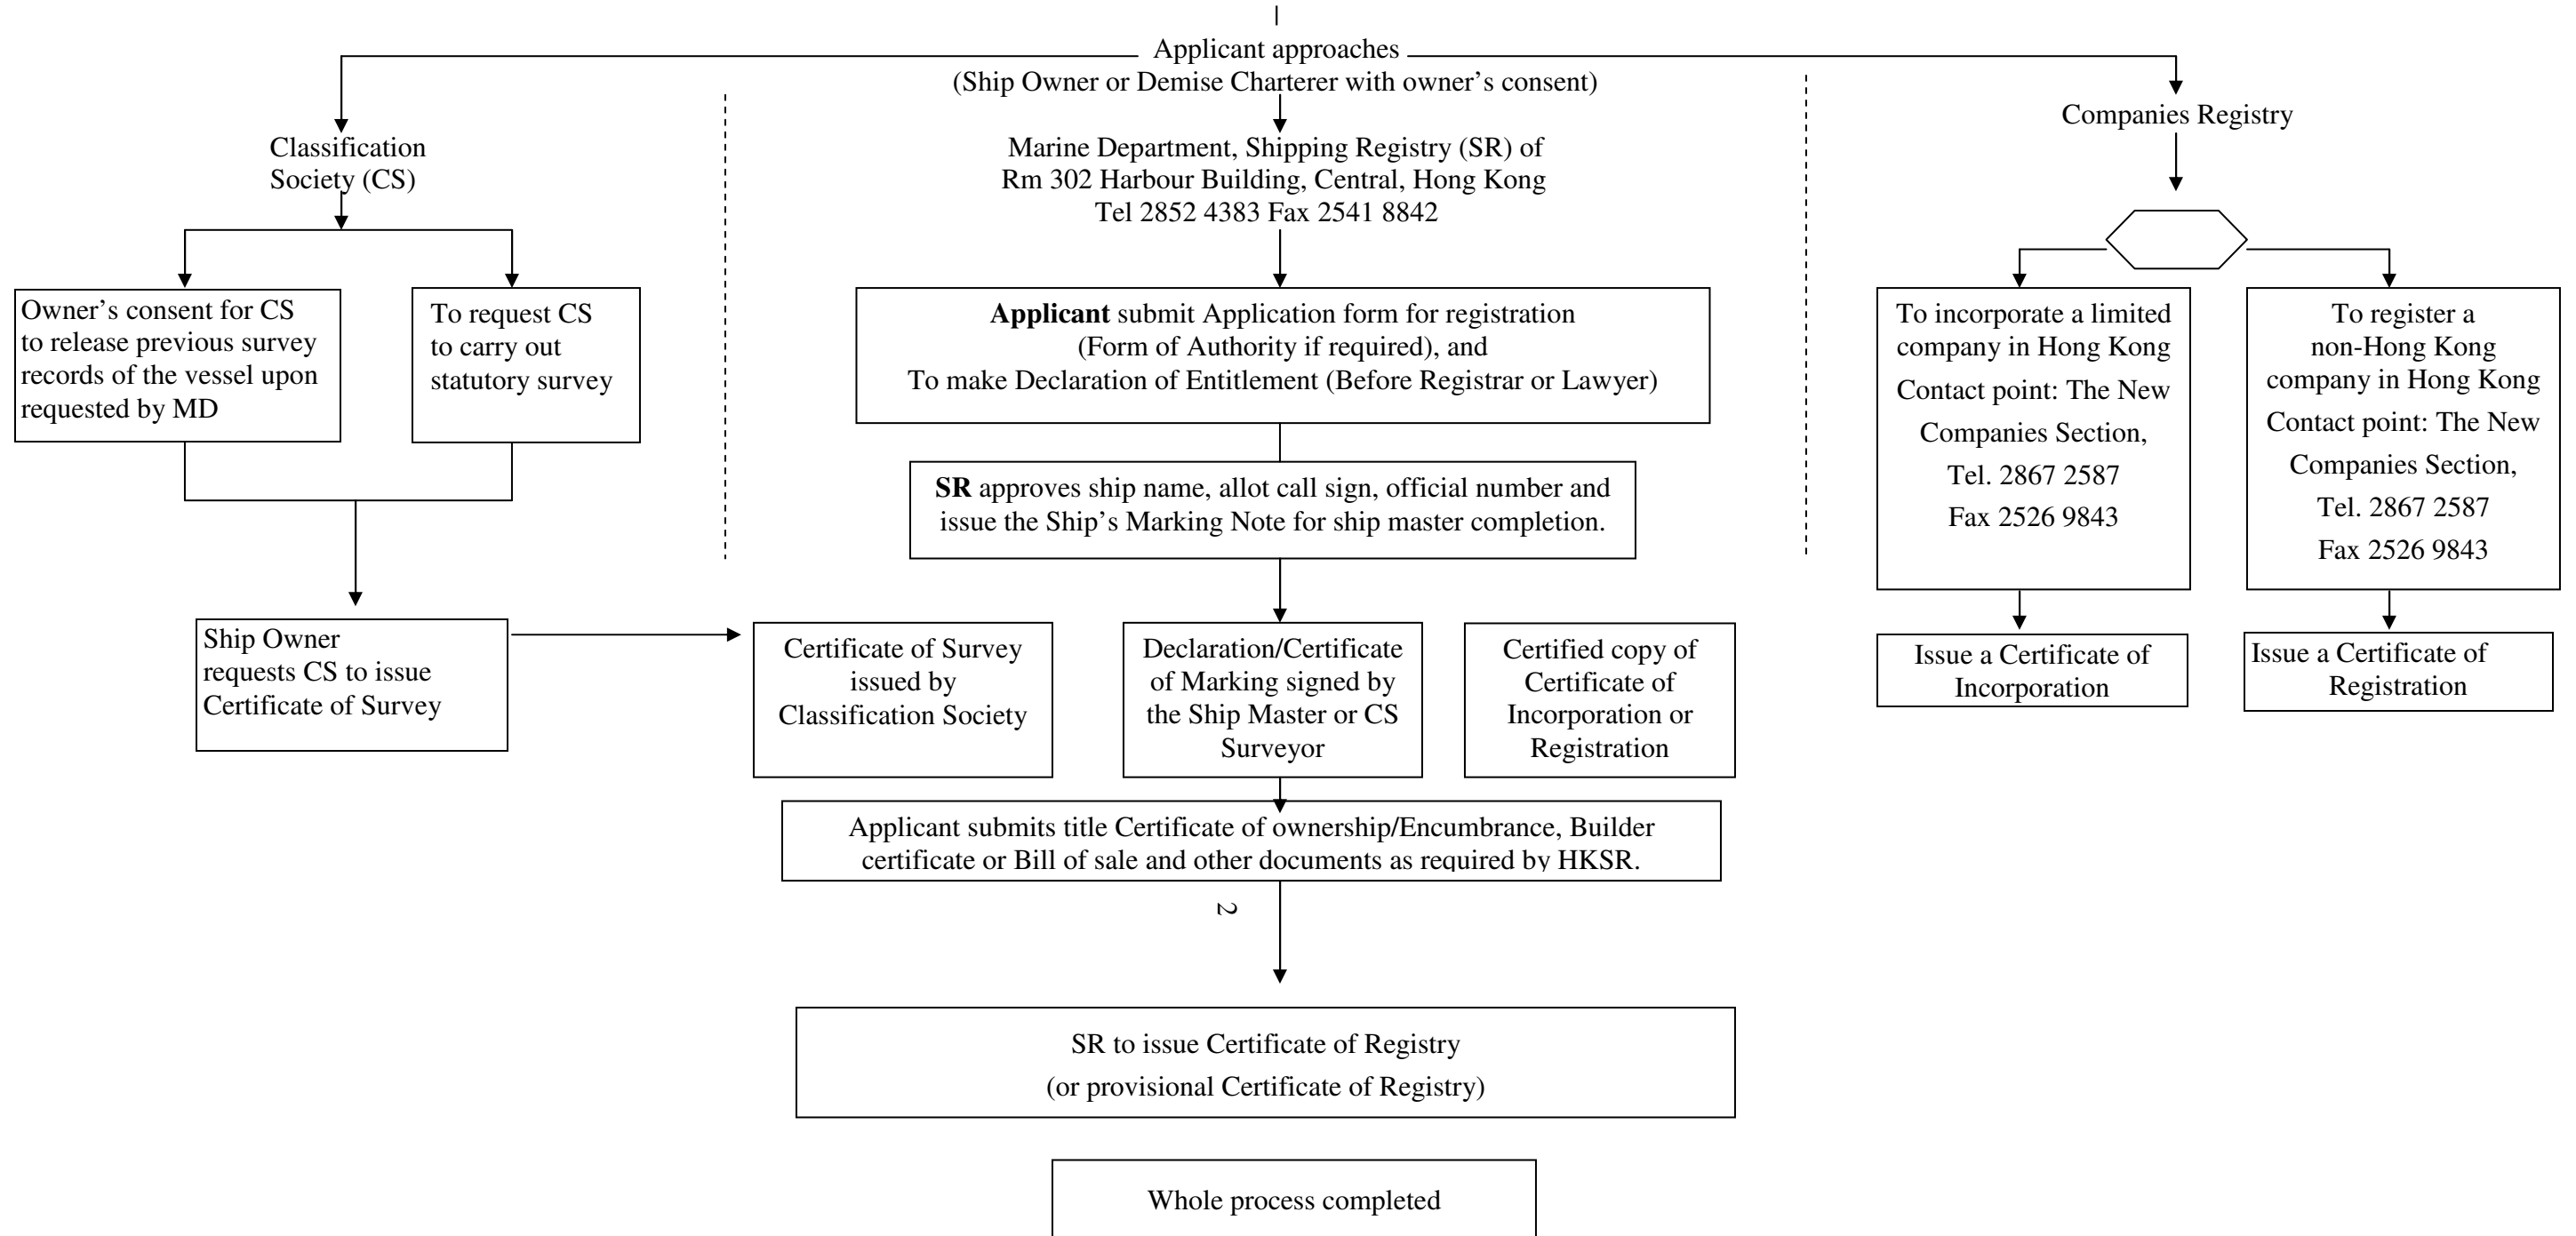 Applicant approaches
(Ship Owner or Demise Charterer with owner’s consent)
Classification
Society (CS)
Owner’s consent for CS
to release previous survey
records of the vessel upon
requested by MD
To request CS
to carry out
statutory survey
Ship Owner
requests CS to issue
Certificate of Survey
Marine Department, Shipping Registry (SR) of
Rm 302 Harbour Building, Central, Hong Kong
Tel 2852 4383 Fax 2541 8842
Applicant submit Application form for registration
(Form of Authority if required), and
To make Declaration of Entitlement (Before Registrar or Lawyer)
SR approves ship name, allot call sign, official number and
issue the Ship’s Marking Note for ship master completion.
Certificate of Survey
issued by
Classification Society
Declaration/Certificate
of Marking signed by
the Ship Master or CS
Surveyor
Certified copy of
Certificate of
Incorporation or
Registration
Companies Registry
To incorporate a limited
company in Hong Kong
Contact point: The New
Companies Section,
Tel. 2867 2587
Fax 2526 9843
Issue a Certificate of
Incorporation
To register a
non-Hong Kong
company in Hong Kong
Contact point: The New
Companies Section,
Tel. 2867 2587
Fax 2526 9843
Issue a Certificate of
Registration
Applicant submits title Certificate of ownership/Encumbrance, Builder
certificate or Bill of sale and other documents as required by HKSR.
2
SR to issue Certificate of Registry
(or provisional Certificate of Registry)
Whole process completed